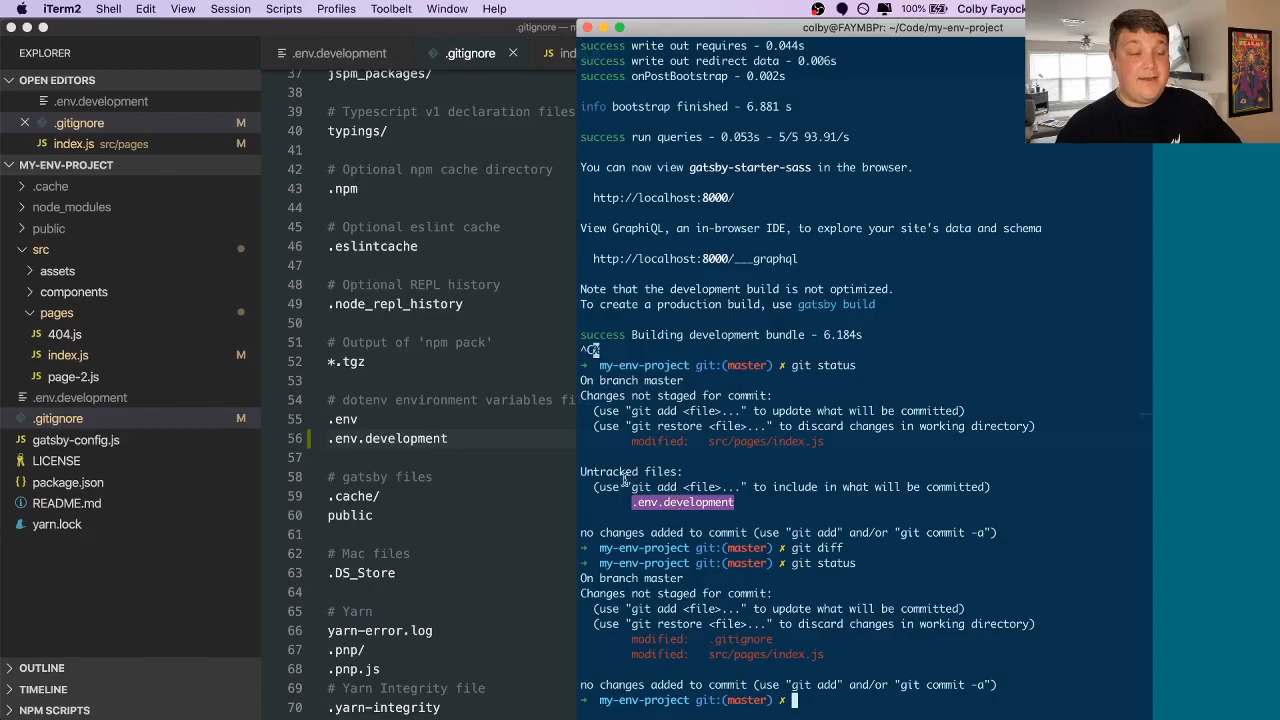 iTerm2 Shell Edit View Session Scripts Profiles Toolbelt 100% Colby Fayock
EXPLORER
OPEN EDITORS
.env.development
.gitignore M
index.js src/pages M
MY-ENV-PROJECT
.cache
node_modules
public
src
assets
components
pages
404.js
index.js M
page-2.js
.env.development
.gitignore M
gatsby-config.js
LICENSE
package.json
README.md
yarn.lock
OUTLINE
TIMELINE
NPM SCRIPTS
.gitignore — m
.env.development .gitignore ind
37 jspm_packages/
38
39 # Typescript v1 declaration files
40 typings/
41
42 # Optional npm cache directory
43 .npm
44
45 # Optional eslint cache
46 .eslintcache
47
48 # Optional REPL history
49 .node_repl_history
50
51 # Output of 'npm pack'
52 *.tgz
53
54 # dotenv environment variables fi
55 .env
56 .env.development
57
58 # gatsby files
59 .cache/
60 public
61
62 # Mac files
63 .DS_Store
64
65 # Yarn
66 yarn-error.log
67 .pnp/
68 .pnp.js
69 # Yarn Integrity file
70 .yarn-integrity
colby@FAYMBPr: ~/Code/my-env-project
success write out requires - 0.044s
success write out redirect data - 0.006s
success onPostBootstrap - 0.002s
info bootstrap finished - 6.881 s
success run queries - 0.053s - 5/5 93.91/s
You can now view gatsby-starter-sass in the browser.
http://localhost:8000/
View GraphiQL, an in-browser IDE, to explore your site's data and schema
http://localhost:8000/___graphql
Note that the development build is not optimized.
To create a production build, use gatsby build
success Building development bundle - 6.184s
^C%
➜ my-env-project git:(master) ✗ git status
On branch master
Changes not staged for commit:
(use "git add <file>..." to update what will be committed)
(use "git restore <file>..." to discard changes in working directory)
modified: src/pages/index.js
Untracked files:
(use "git add <file>..." to include in what will be committed)
.env.development
no changes added to commit (use "git add" and/or "git commit -a")
➜ my-env-project git:(master) ✗ git diff
➜ my-env-project git:(master) ✗ git status
On branch master
Changes not staged for commit:
(use "git add <file>..." to update what will be committed)
(use "git restore <file>..." to discard changes in working directory)
modified: .gitignore
modified: src/pages/index.js
no changes added to commit (use "git add" and/or "git commit -a")
➜ my-env-project git:(master) ✗